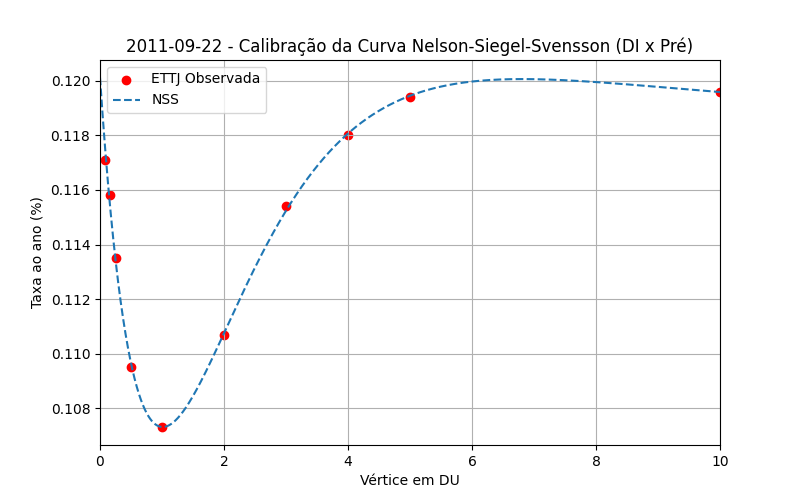 2011-09-22 - Calibração da Curva Nelson-Siegel-Svensson (DI x Pré)
ETTJ Observada
NSS
Taxa ao ano (%)
0.120
0.118
0.116
0.114
0.112
0.110
0.108
0 2 4 6 8 10
Vértice em DU